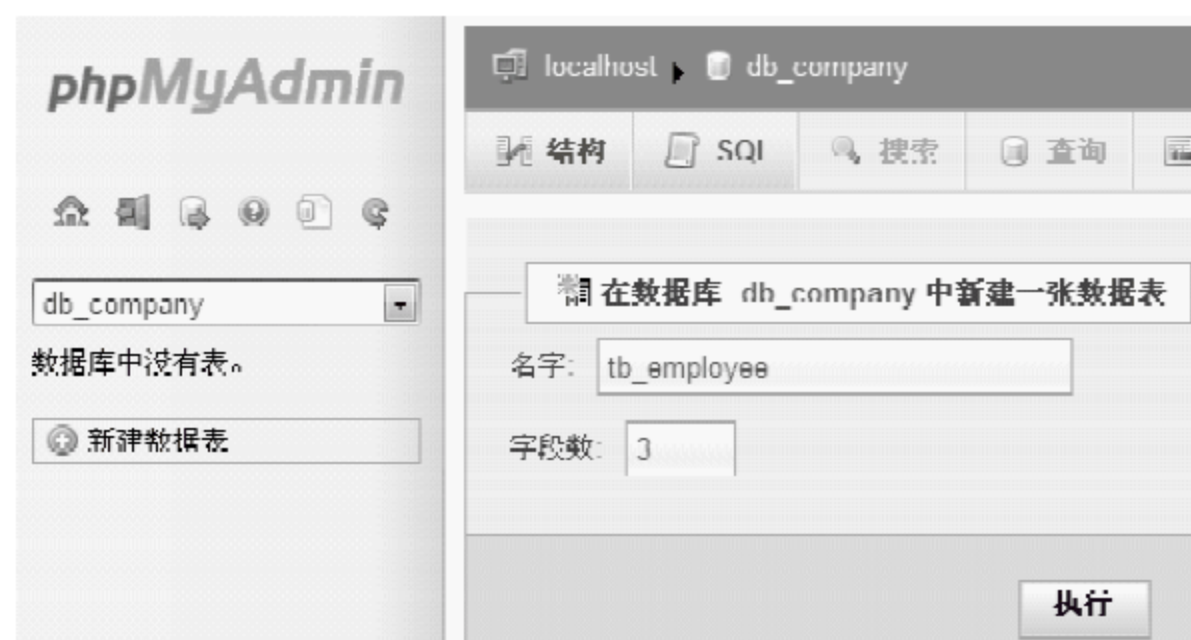 phpMyAdmin
db_company
数据库中没有表。
新建数据表
localhost ▶ db_company
结构 SQL 搜索 查询
在数据库 db_company 中新建一张数据表
名字: tb_employee
字段数: 3
执行